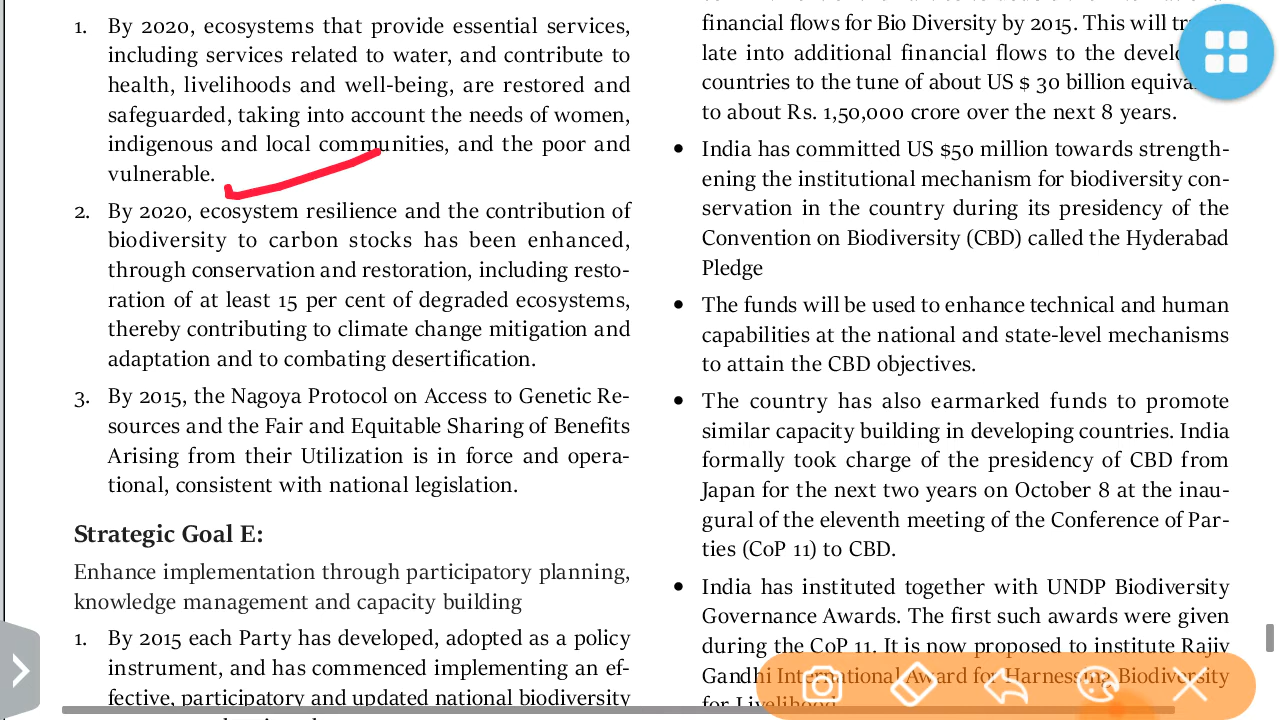 1. By 2020, ecosystems that provide essential services,
including services related to water, and contribute to
health, livelihoods and well-being, are restored and
safeguarded, taking into account the needs of women,
indigenous and local communities, and the poor and
vulnerable.
2. By 2020, ecosystem resilience and the contribution of
biodiversity to carbon stocks has been enhanced,
through conservation and restoration, including resto-
ration of at least 15 per cent of degraded ecosystems,
thereby contributing to climate change mitigation and
adaptation and to combating desertification.
3. By 2015, the Nagoya Protocol on Access to Genetic Re-
sources and the Fair and Equitable Sharing of Benefits
Arising from their Utilization is in force and opera-
tional, consistent with national legislation.
Strategic Goal E:
Enhance implementation through participatory planning,
knowledge management and capacity building
1. By 2015 each Party has developed, adopted as a policy
instrument, and has commenced implementing an ef-
fective, participatory and updated national biodiversity
financial flows for Bio Diversity by 2015. This will
late into additional financial flows to the
countries to the tune of about US $ 30 billion
to about Rs. 1,50,000 crore over the next 8 years.
• India has committed US $50 million towards strength-
ening the institutional mechanism for biodiversity con-
servation in the country during its presidency of the
Convention on Biodiversity (CBD) called the Hyderabad
Pledge
• The funds will be used to enhance technical and human
capabilities at the national and state-level mechanisms
to attain the CBD objectives.
• The country has also earmarked funds to promote
similar capacity building in developing countries. India
formally took charge of the presidency of CBD from
Japan for the next two years on October 8 at the inau-
gural of the eleventh meeting of the Conference of Par-
ties (CoP 11) to CBD.
• India has instituted together with UNDP Biodiversity
Governance Awards. The first such awards were given
during the CoP 11. It is now proposed to institute Rajiv
Gandhi International Award for Harnessing Biodiversity
for Livelihood